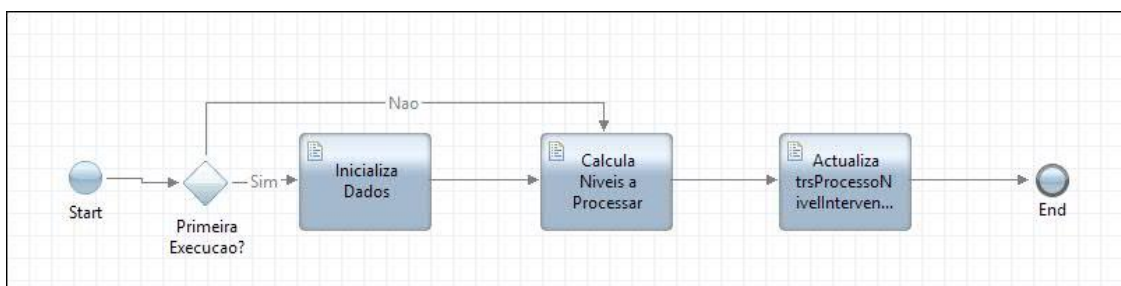 Nao
Start
Primeira
Execucao?
Sim
Inicializa
Dados
Calcula
Niveis a
Processar
Actualiza
trsProcessoN
ivelInterven...
End